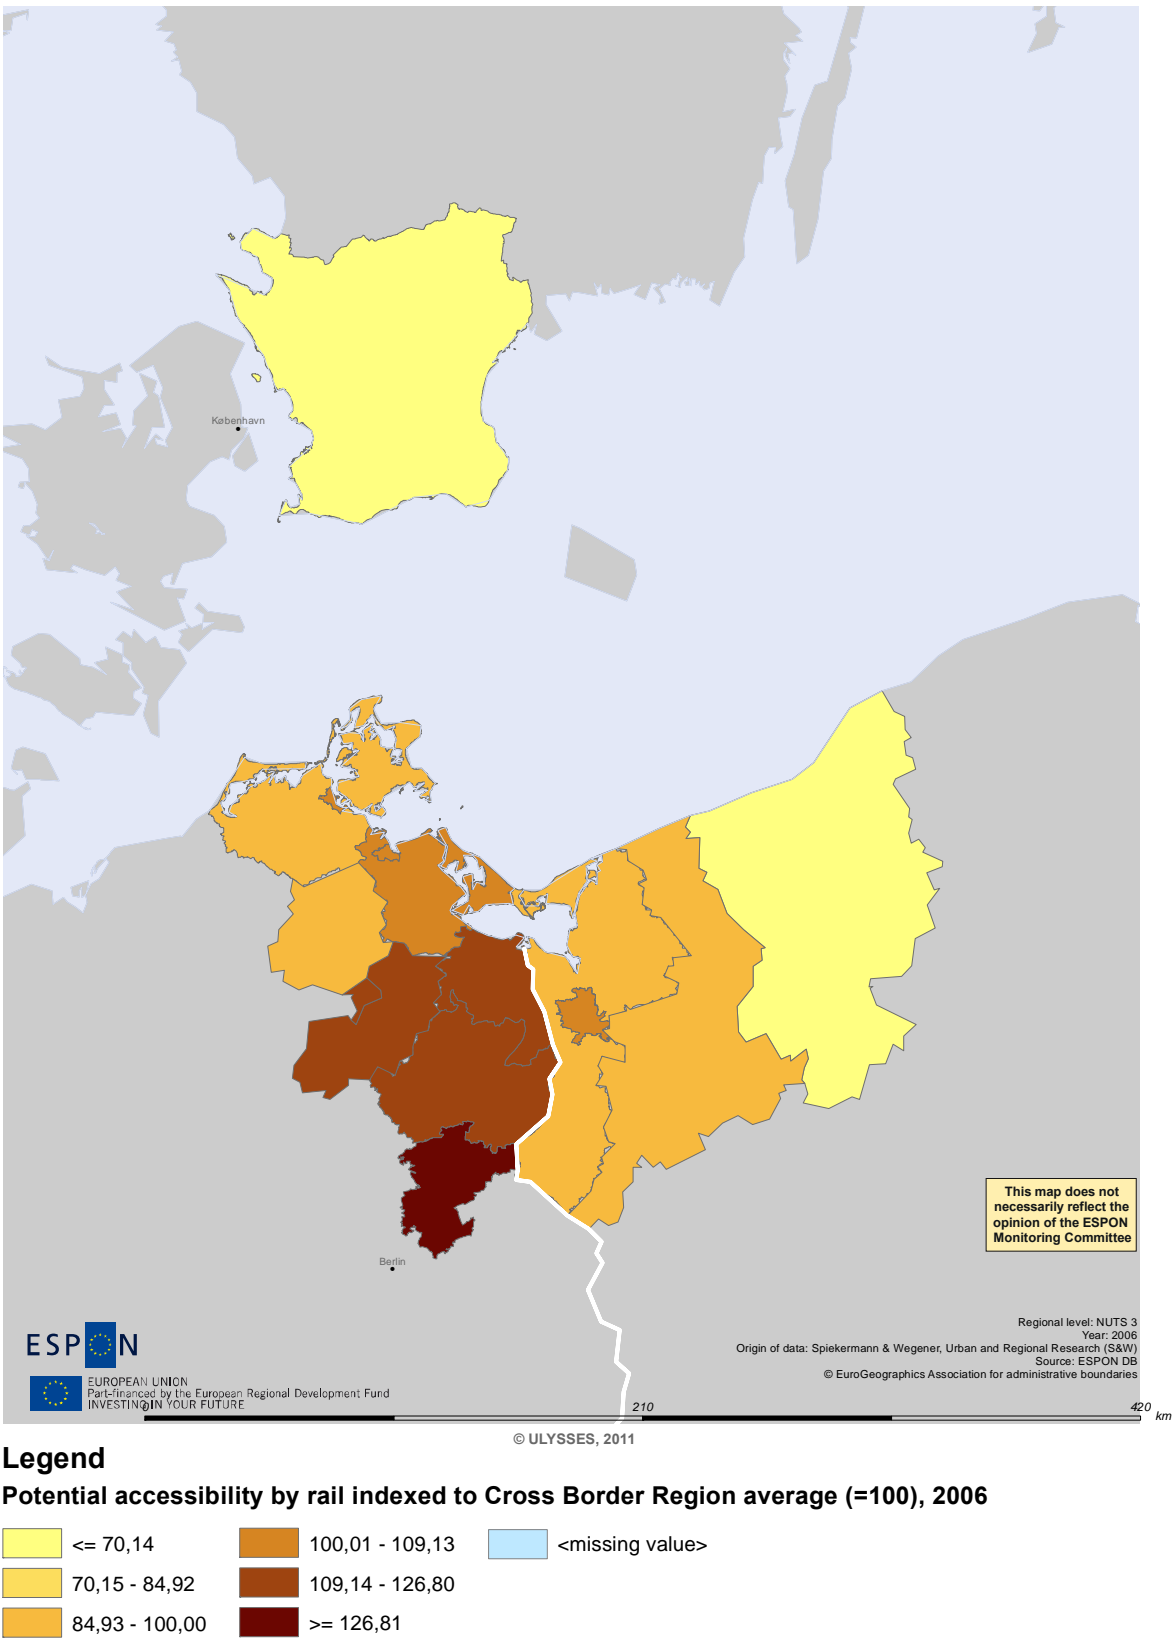 København
Berlin
This map does not
necessarily reflect the
opinion of the ESPON
Monitoring Committee
Regional level: NUTS 3
Year: 2006
Origin of data: Spiekermann & Wegener, Urban and Regional Research (S&W)
Source: ESPON DB
© EuroGeographics Association for administrative boundaries
ESPON
EUROPEAN UNION
Part-financed by the European Regional Development Fund
INVESTING IN YOUR FUTURE
0 210 420 km
© ULYSSES, 2011
Legend
Potential accessibility by rail indexed to Cross Border Region average (=100), 2006
<= 70,14 100,01 - 109,13 <missing value>
70,15 - 84,92 109,14 - 126,80
84,93 - 100,00 >= 126,81